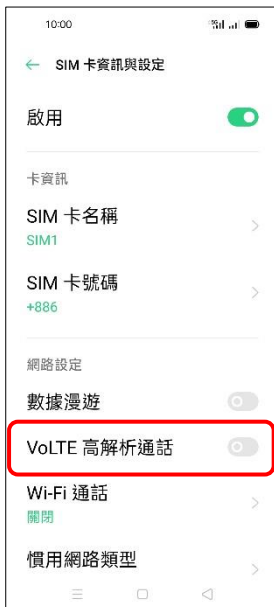 10:00
SIM 卡資訊與設定
啟用
卡資訊
SIM 卡名稱
SIM1
SIM 卡號碼
+886
網路設定
數據漫遊
VoLTE 高解析通話
Wi-Fi 通話
關閉
慣用網路類型